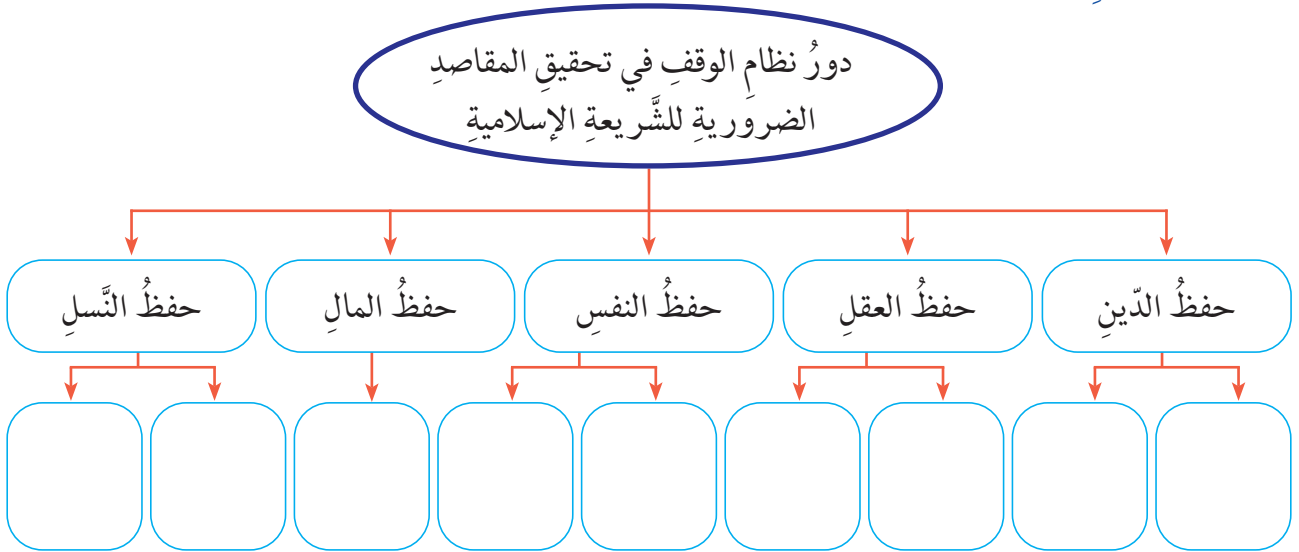 دورُ نظامِ الوقفِ في تحقيقِ المقاصدِ
الضروريةِ للشَّريعةِ الإسلاميةِ
حفظُ الدّينِ
حفظُ العقلِ
حفظُ النفسِ
حفظُ المالِ
حفظُ النَّسلِ